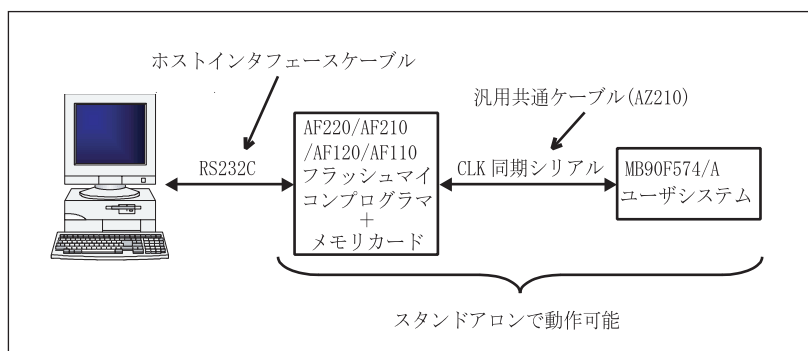 ホストインタフェースケーブル
汎用共通ケーブル(AZ210)
RS232C
AF220/AF210
/AF120/AF110
フラッシュマイ
コンプログラマ
+
メモリカード
CLK 同期シリアル
MB90F574/A
ユーザシステム
スタンドアロンで動作可能